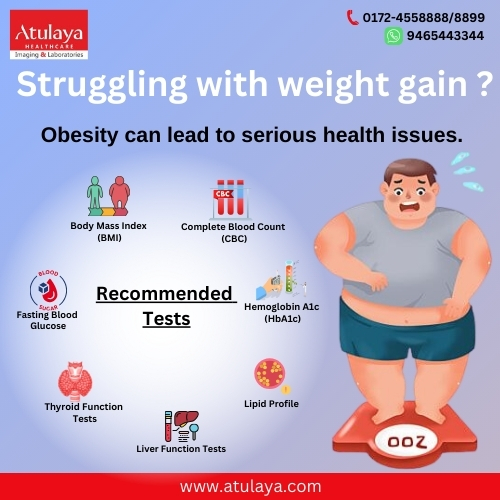 Atulaya
HEALTHCARE
Imaging & Laboratories
0172-4558888/8899
9465443344
Struggling with weight gain ?
Obesity can lead to serious health issues.
Body Mass Index
(BMI)
CBC
Complete Blood Count
(CBC)
BLOOD
SUGAR
Fasting Blood
Glucose
Recommended
Tests
Hemoglobin A1c
(HbA1c)
Thyroid Function
Tests
Lipid Profile
Liver Function Tests
00Z
www.atulaya.com